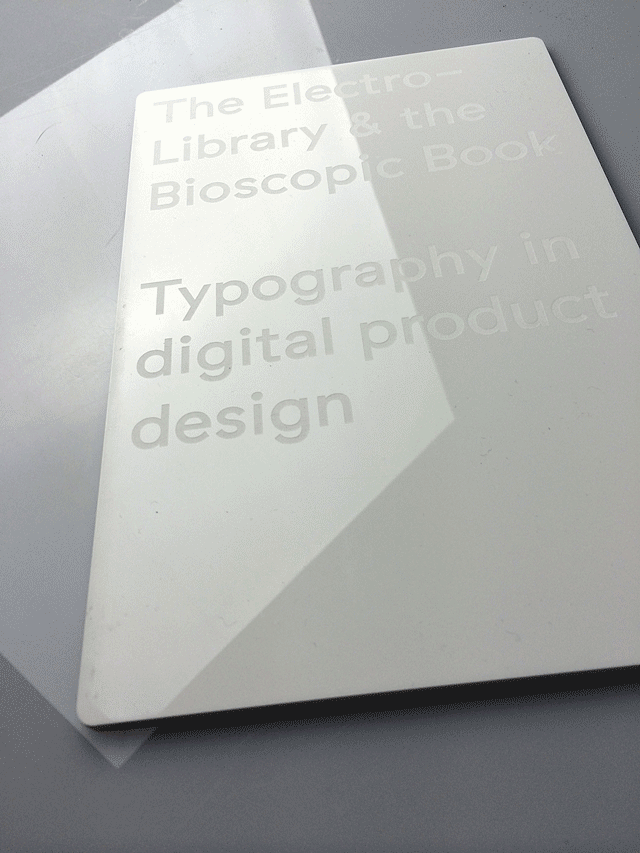 The Electro–
Library & the
Bioscopic Book
Typography in
digital product
design